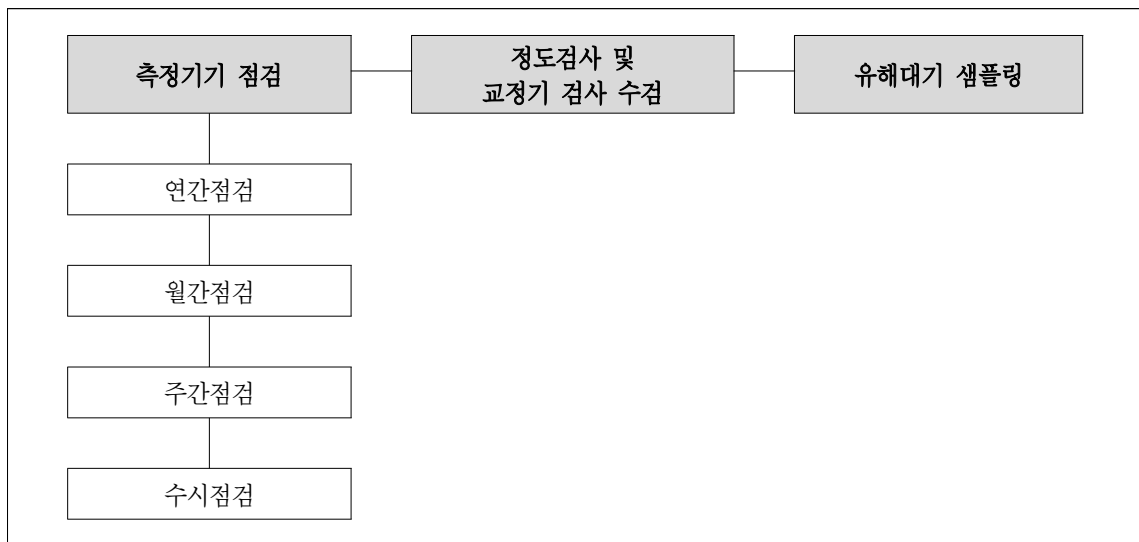 측정기기 점검
정도검사 및
교정기 검사 수검
유해대기 샘플링
연간점검
월간점검
주간점검
수시점검